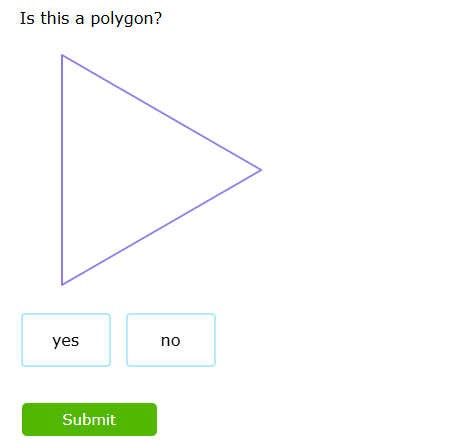 Is this a polygon?
yes no
Submit